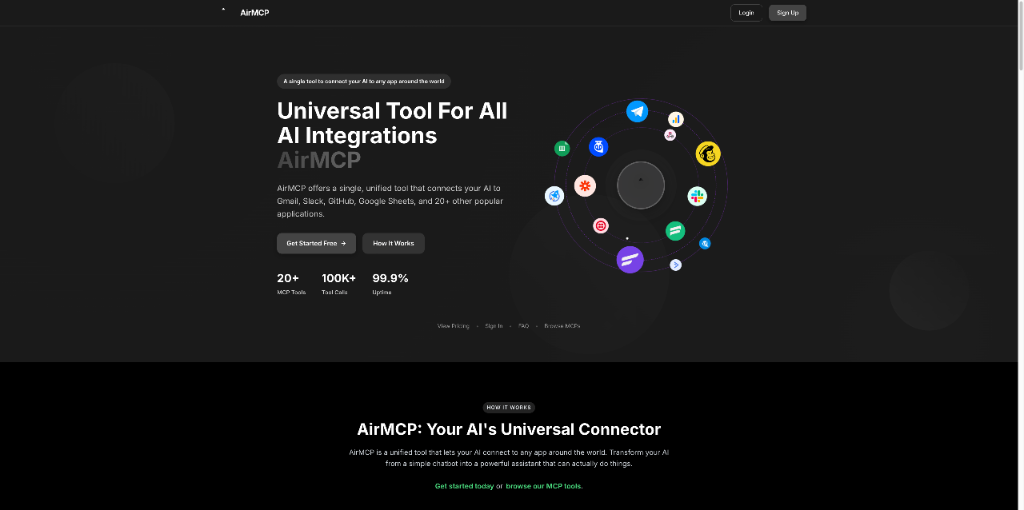 AirMCP
Login
Sign Up
A single tool to connect your AI to any app around the world
Universal Tool For All
AI Integrations
AirMCP
AirMCP offers a single, unified tool that connects your AI to
Gmail, Slack, GitHub, Google Sheets, and 20+ other popular
applications.
Get Started Free →
How It Works
20+
100K+
99.9%
MCP Tools
Tool Calls
Uptime
View Pricing • Sign In • FAQ • Browse MCPs
HOW IT WORKS
AirMCP: Your AI's Universal Connector
AirMCP is a unified tool that lets your AI connect to any app around the world. Transform your AI
from a simple chatbot into a powerful assistant that can actually do things.
Get started today or browse our MCP tools.